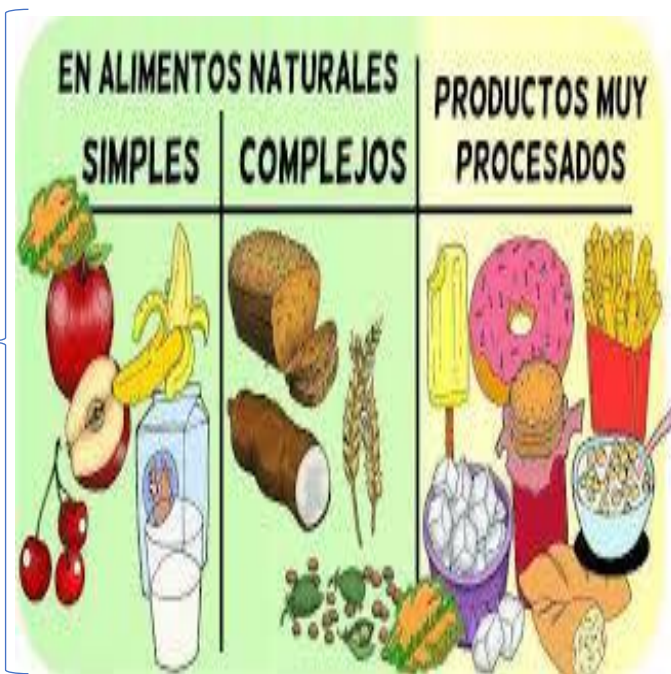 EN ALIMENTOS NATURALES
SIMPLES
COMPLEJOS
PRODUCTOS MUY
PROCESADOS